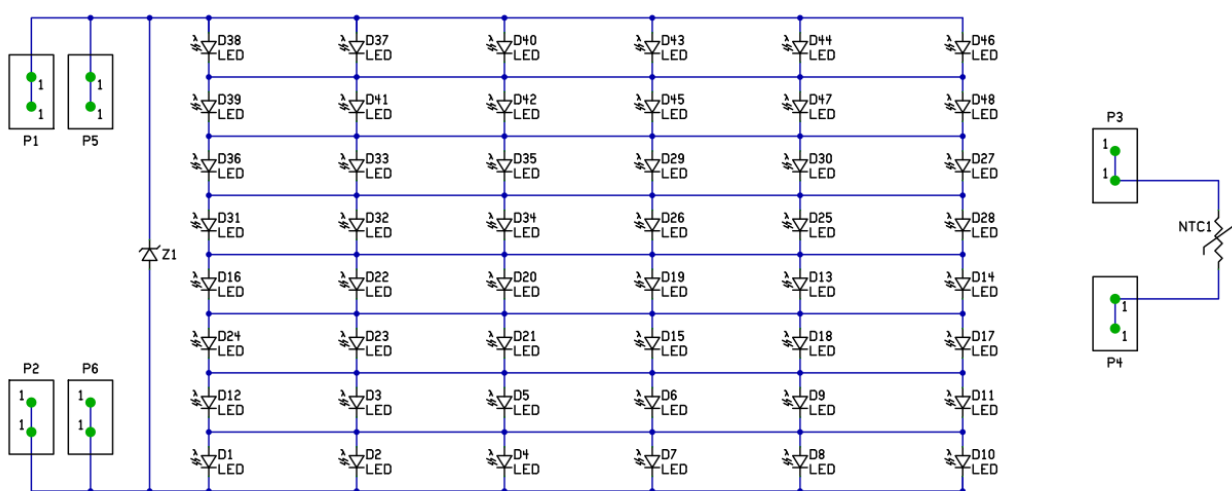 D38 D37 D40 D43 D44 D46
LED LED LED LED LED LED
1 1
1 1
P1 P5
D39 D41 D42 D45 D47 D48
LED LED LED LED LED LED
P3
1
1
D36 D33 D35 D29 D30 D27
LED LED LED LED LED LED
D31 D32 D34 D26 D25 D28
LED LED LED LED LED LED
NTC1
Z1
D16 D22 D20 D19 D13 D14
LED LED LED LED LED LED
1
1
P4
D24 D23 D21 D15 D18 D17
LED LED LED LED LED LED
P2 P6
1 1
1 1
D12 D3 D5 D6 D9 D11
LED LED LED LED LED LED
D1 D2 D4 D7 D8 D10
LED LED LED LED LED LED